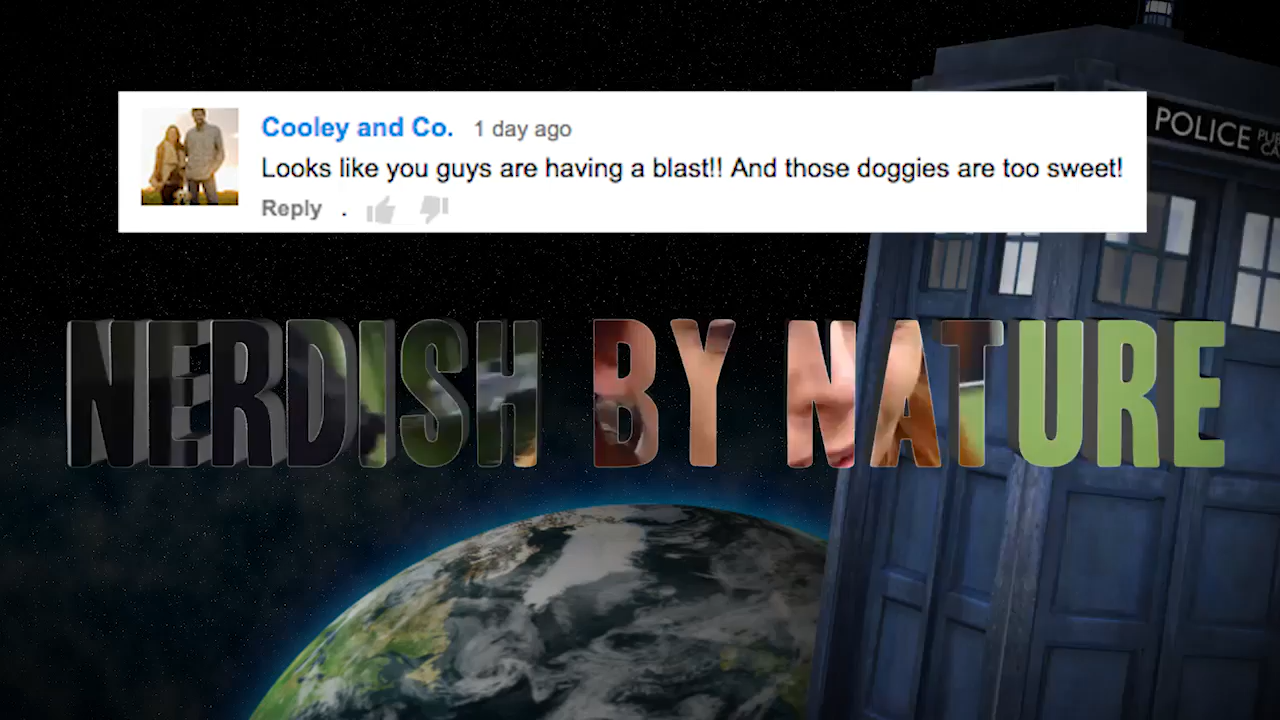 Cooley and Co. 1 day ago
Looks like you guys are having a blast!! And those doggies are too sweet!
Reply .
POLICE
NERDISH BY NATURE